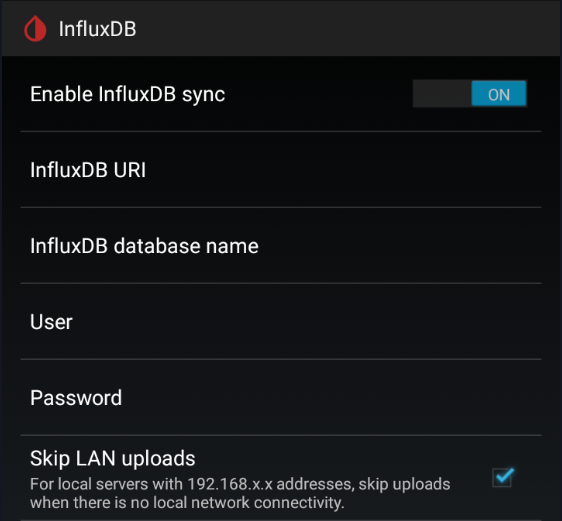 InfluxDB
Enable InfluxDB sync
ON
InfluxDB URI
InfluxDB database name
User
Password
Skip LAN uploads
For local servers with 192.168.x.x addresses, skip uploads
when there is no local network connectivity.